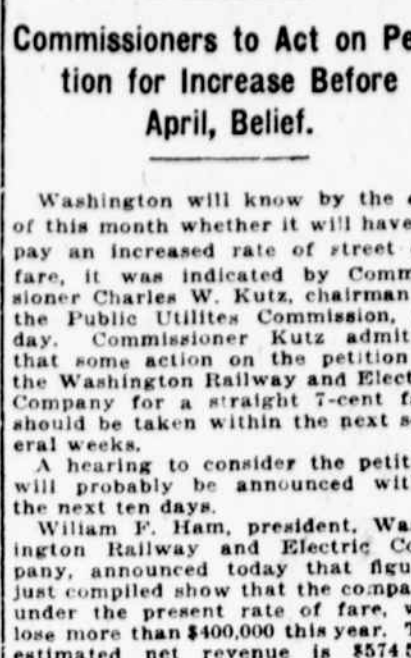 Commissioners to Act on Pe
tion for Increase Before
April, Belief.
Washington will know by the
of this month whether it will have
pay an increased rate of street
fare, it was indicated by Comm
sioner Charles W. Kutz, chairman
the Public Utilites Commission,
day. Commissioner Kutz admit
that some action on the petition
the Washington Railway and Elect
Company for a straight 7-cent f
should be taken within the next s
eral weeks.
A hearing to consider the petit
will probably be announced wit
the next ten days.
William F. Ham, president, Wa
ington Railway and Electric Co
pany, announced today that figu
just compiled show that the compa
under the present rate of fare, w
lose more than $400,000 this year. T
estimated net revenue is $574